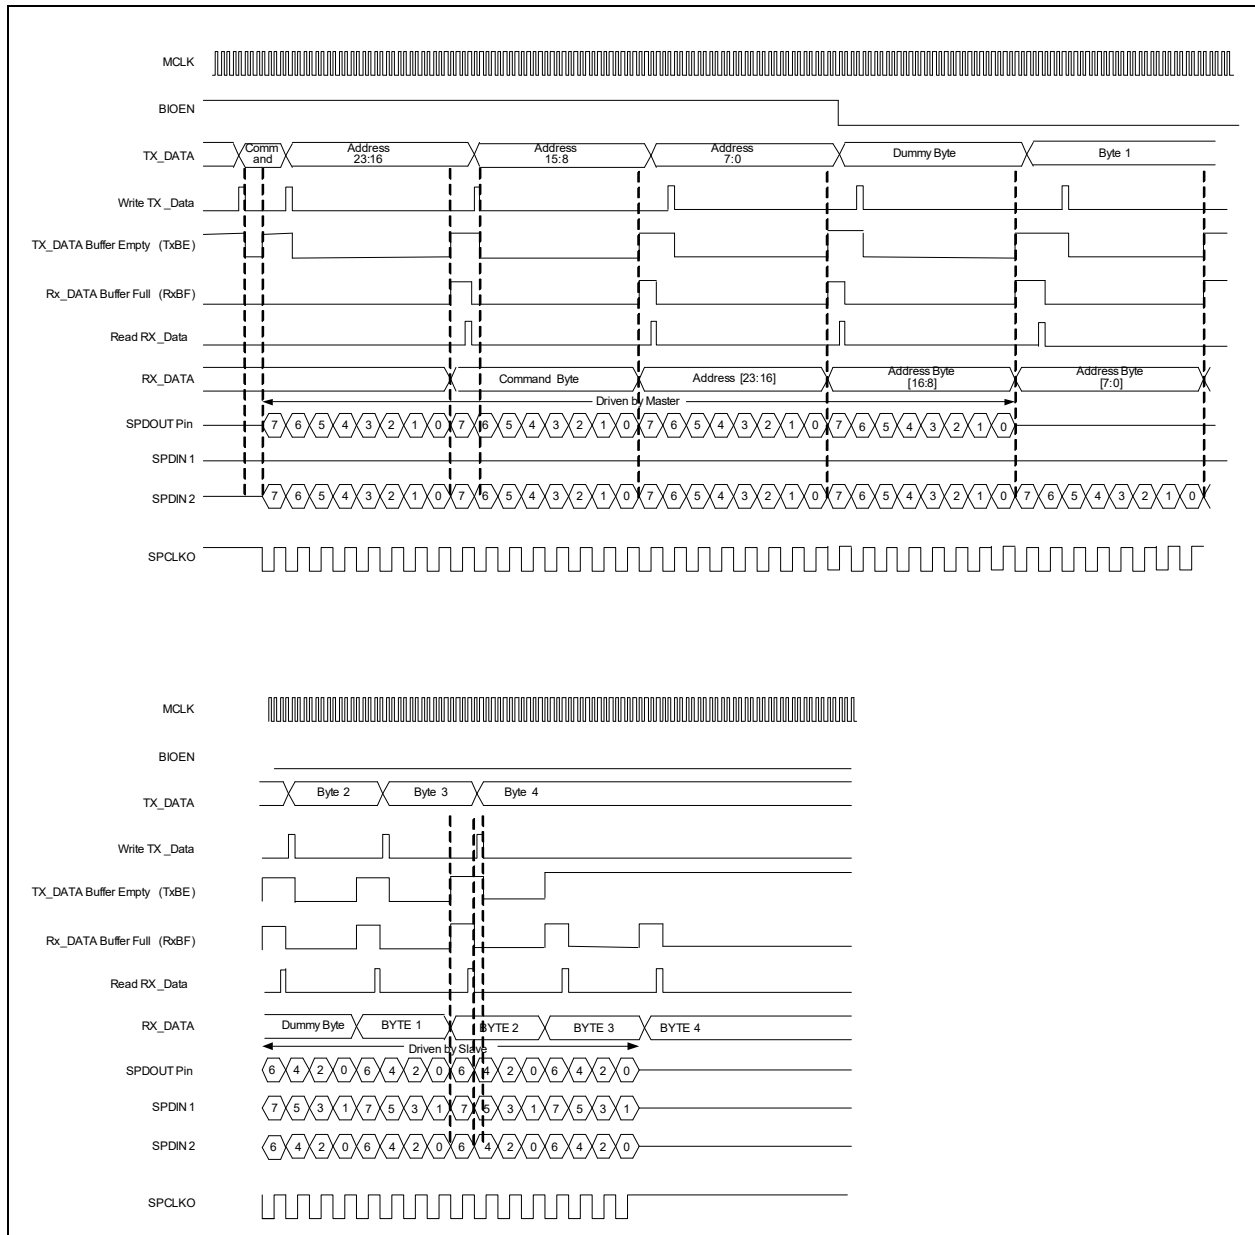 MCLK
BIOEN
TX_DATA
Comm
and
Address
23:16
Address
15:8
Address
7:0
Dummy Byte
Byte 1
Write TX _Data
TX_DATA Buffer Empty (TxBE)
Rx_DATA Buffer Full (RxBF)
Read RX_Data
RX_DATA
Command Byte
Address [23:16]
Address Byte
[16:8]
Address Byte
[7:0]
Driven by Master
SPDOUT Pin
7 6 5 4 3 2 1 0 7 6 5 4 3 2 1 0 7 6 5 4 3 2 1 0 7 6 5 4 3 2 1 0
SPDIN 1
SPDIN 2
7 6 5 4 3 2 1 0 7 6 5 4 3 2 1 0 7 6 5 4 3 2 1 0 7 6 5 4 3 2 1 0 7 6 5 4 3 2 1 0
SPCLKO
MCLK
BIOEN
TX_DATA
Byte 2
Byte 3
Byte 4
Write TX _Data
TX_DATA Buffer Empty (TxBE)
Rx_DATA Buffer Full (RxBF)
Read RX_Data
RX_DATA
Dummy Byte
BYTE 1
BYTE 2
BYTE 3
BYTE 4
Driven by Slave
SPDOUT Pin
6 4 2 0 6 4 2 0 6 4 2 0 6 4 2 0
SPDIN 1
7 5 3 1 7 5 3 1 7 5 3 1 7 5 3 1
SPDIN 2
6 4 2 0 6 4 2 0 6 4 2 0 6 4 2 0
SPCLKO